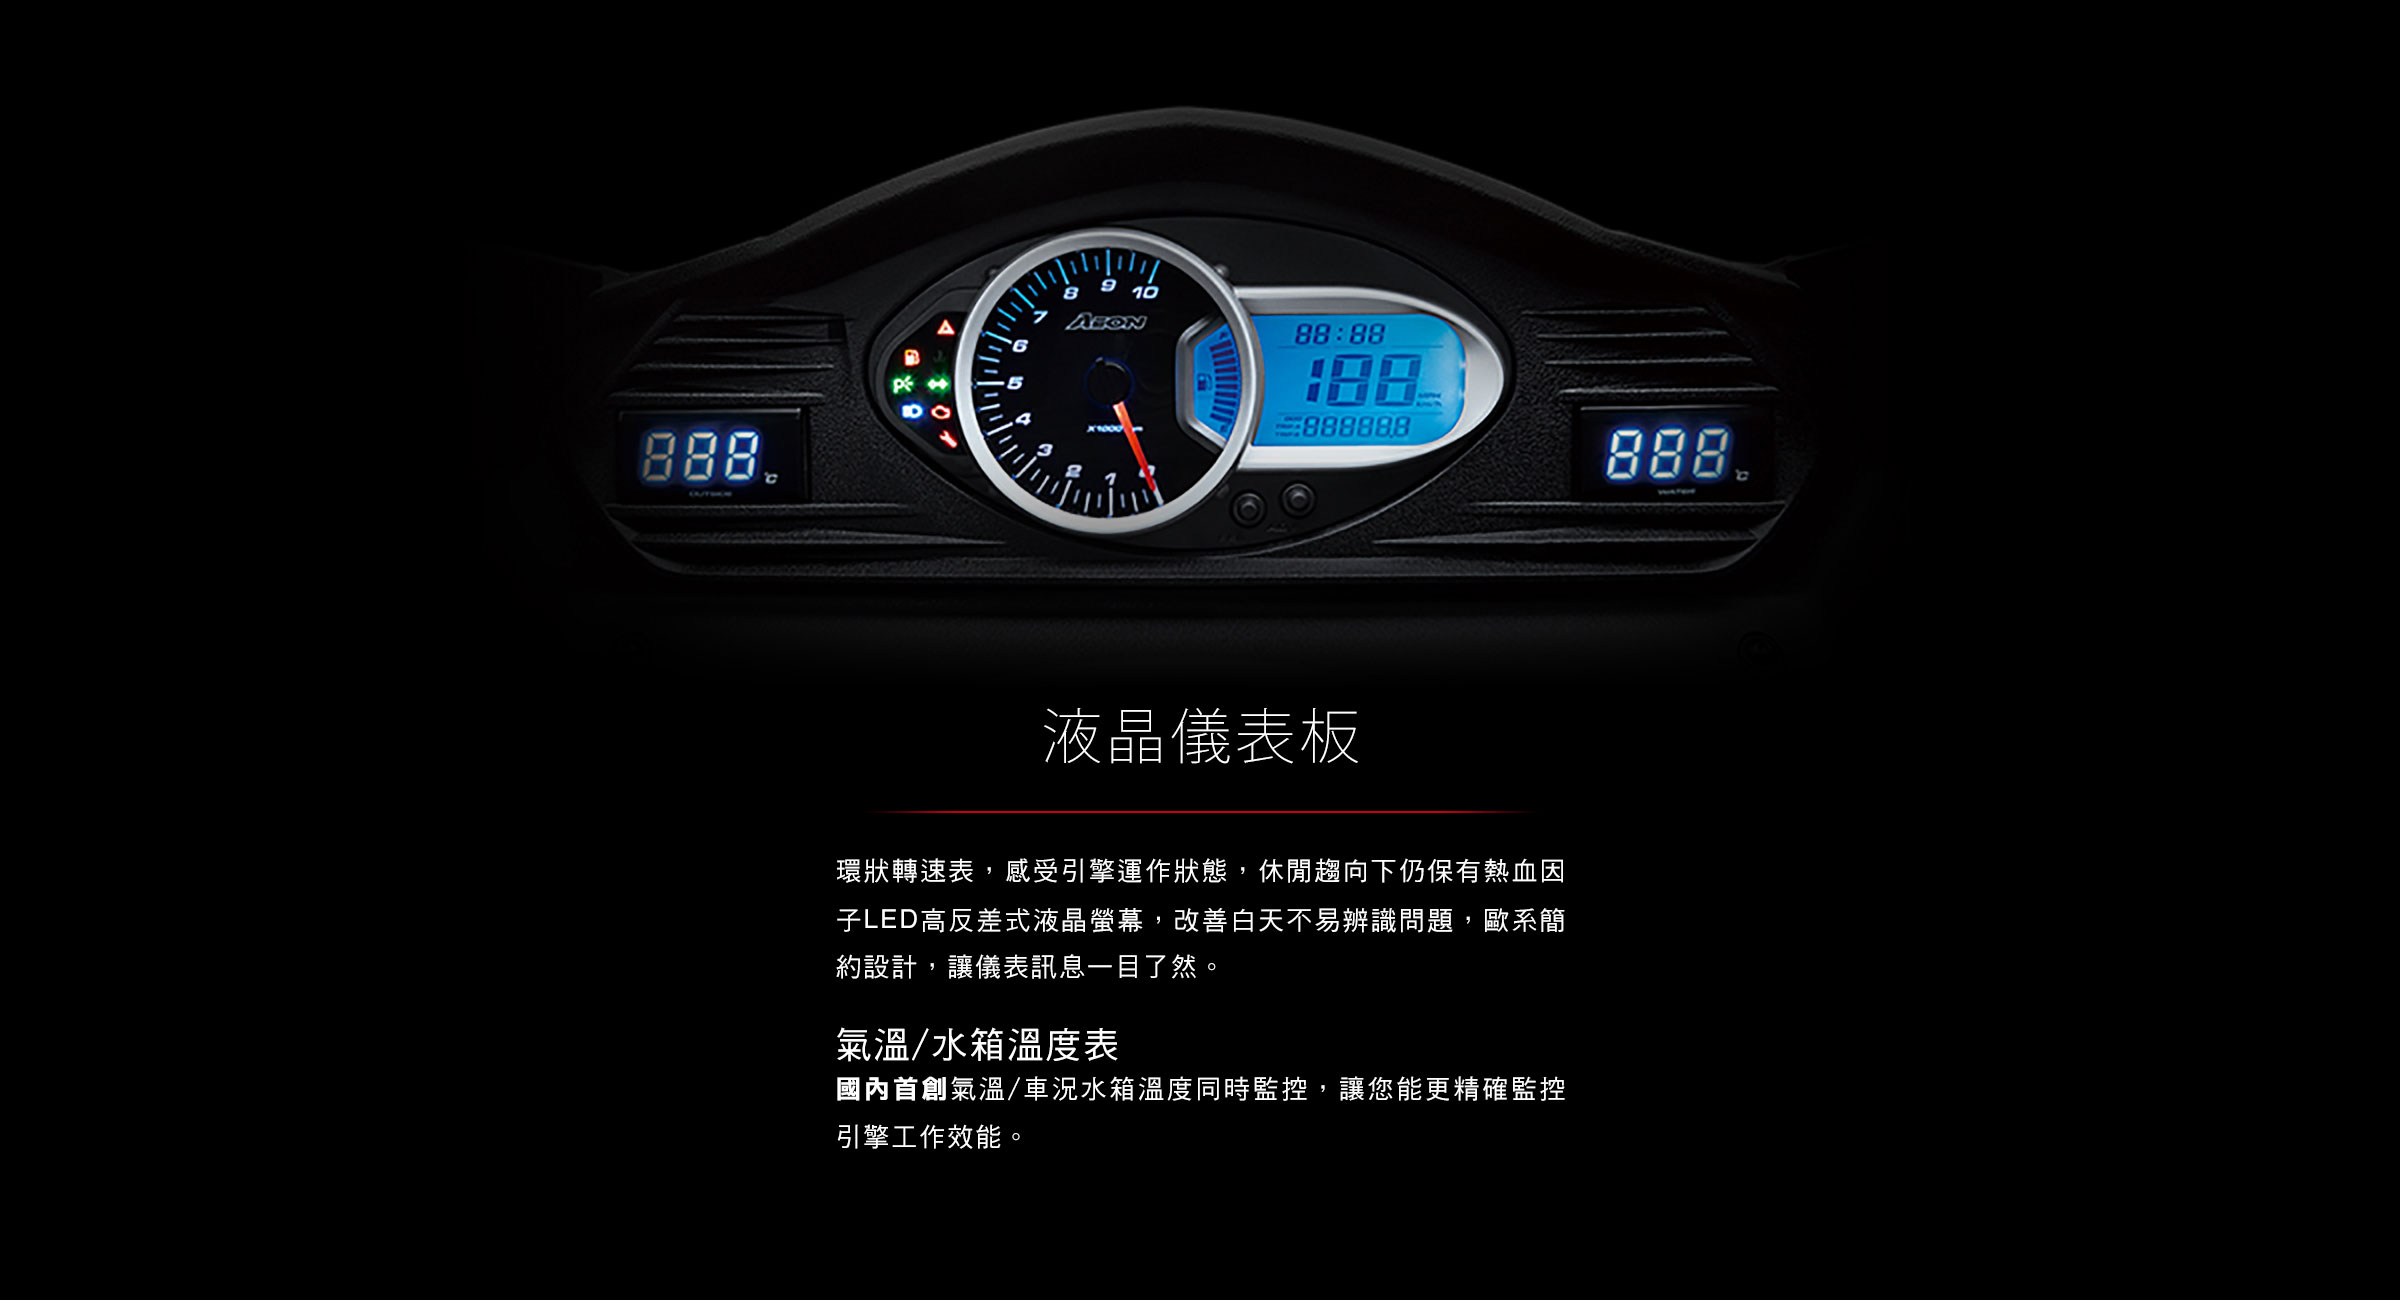 8 9 10
7 AEON
6
5
4
3
2 1 0
88:88
188
888888
888 °C
OUTSIDE
888 °C
WATER
液晶儀表板
環狀轉速表，感受引擎運作狀態，休閒趨向下仍保有熱血因
子LED高反差式液晶螢幕，改善白天不易辨識問題，歐系簡
約設計，讓儀表訊息一目了然。
氣溫/水箱溫度表
國內首創氣溫/車況水箱溫度同時監控，讓您能更精確監控
引擎工作效能。